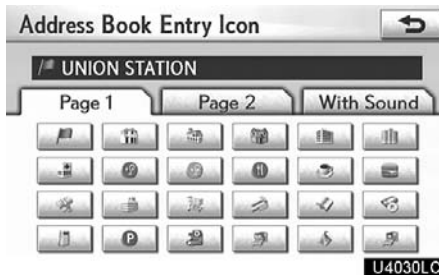 Address Book Entry Icon
UNION STATION
Page 1 Page 2 With Sound
P
U4030LC